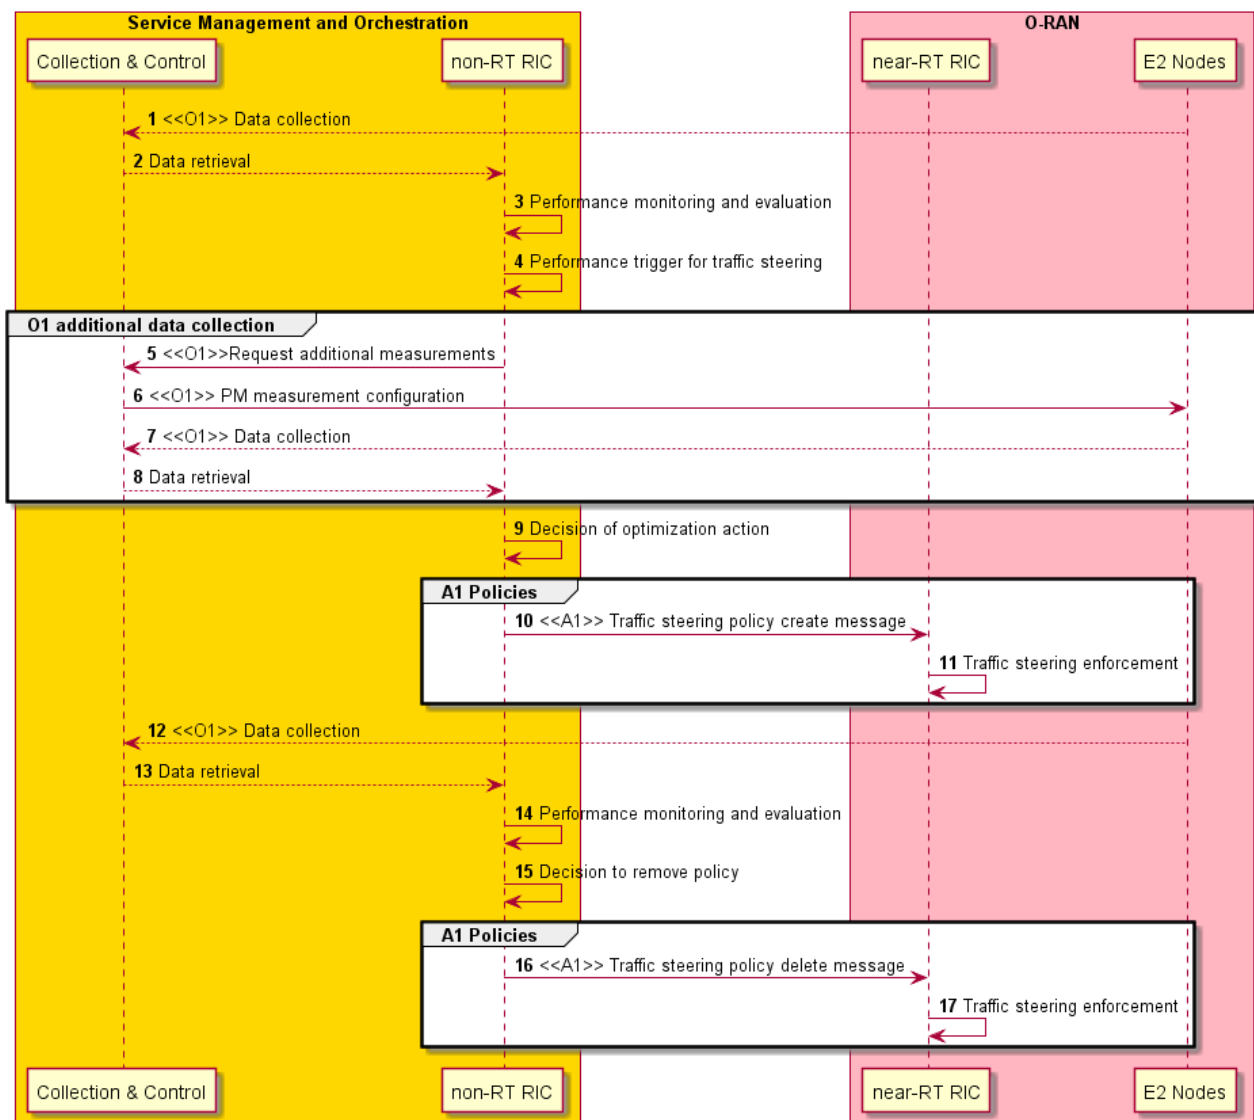 Service Management and Orchestration
O-RAN
Collection & Control
non-RT RIC
near-RT RIC
E2 Nodes
1 <<O1>> Data collection
2 Data retrieval
3 Performance monitoring and evaluation
4 Performance trigger for traffic steering
O1 additional data collection
5 <<O1>>Request additional measurements
6 <<O1>> PM measurement configuration
7 <<O1>> Data collection
8 Data retrieval
9 Decision of optimization action
A1 Policies
10 <<A1>> Traffic steering policy create message
11 Traffic steering enforcement
12 <<O1>> Data collection
13 Data retrieval
14 Performance monitoring and evaluation
15 Decision to remove policy
A1 Policies
16 <<A1>> Traffic steering policy delete message
17 Traffic steering enforcement
Collection & Control
non-RT RIC
near-RT RIC
E2 Nodes